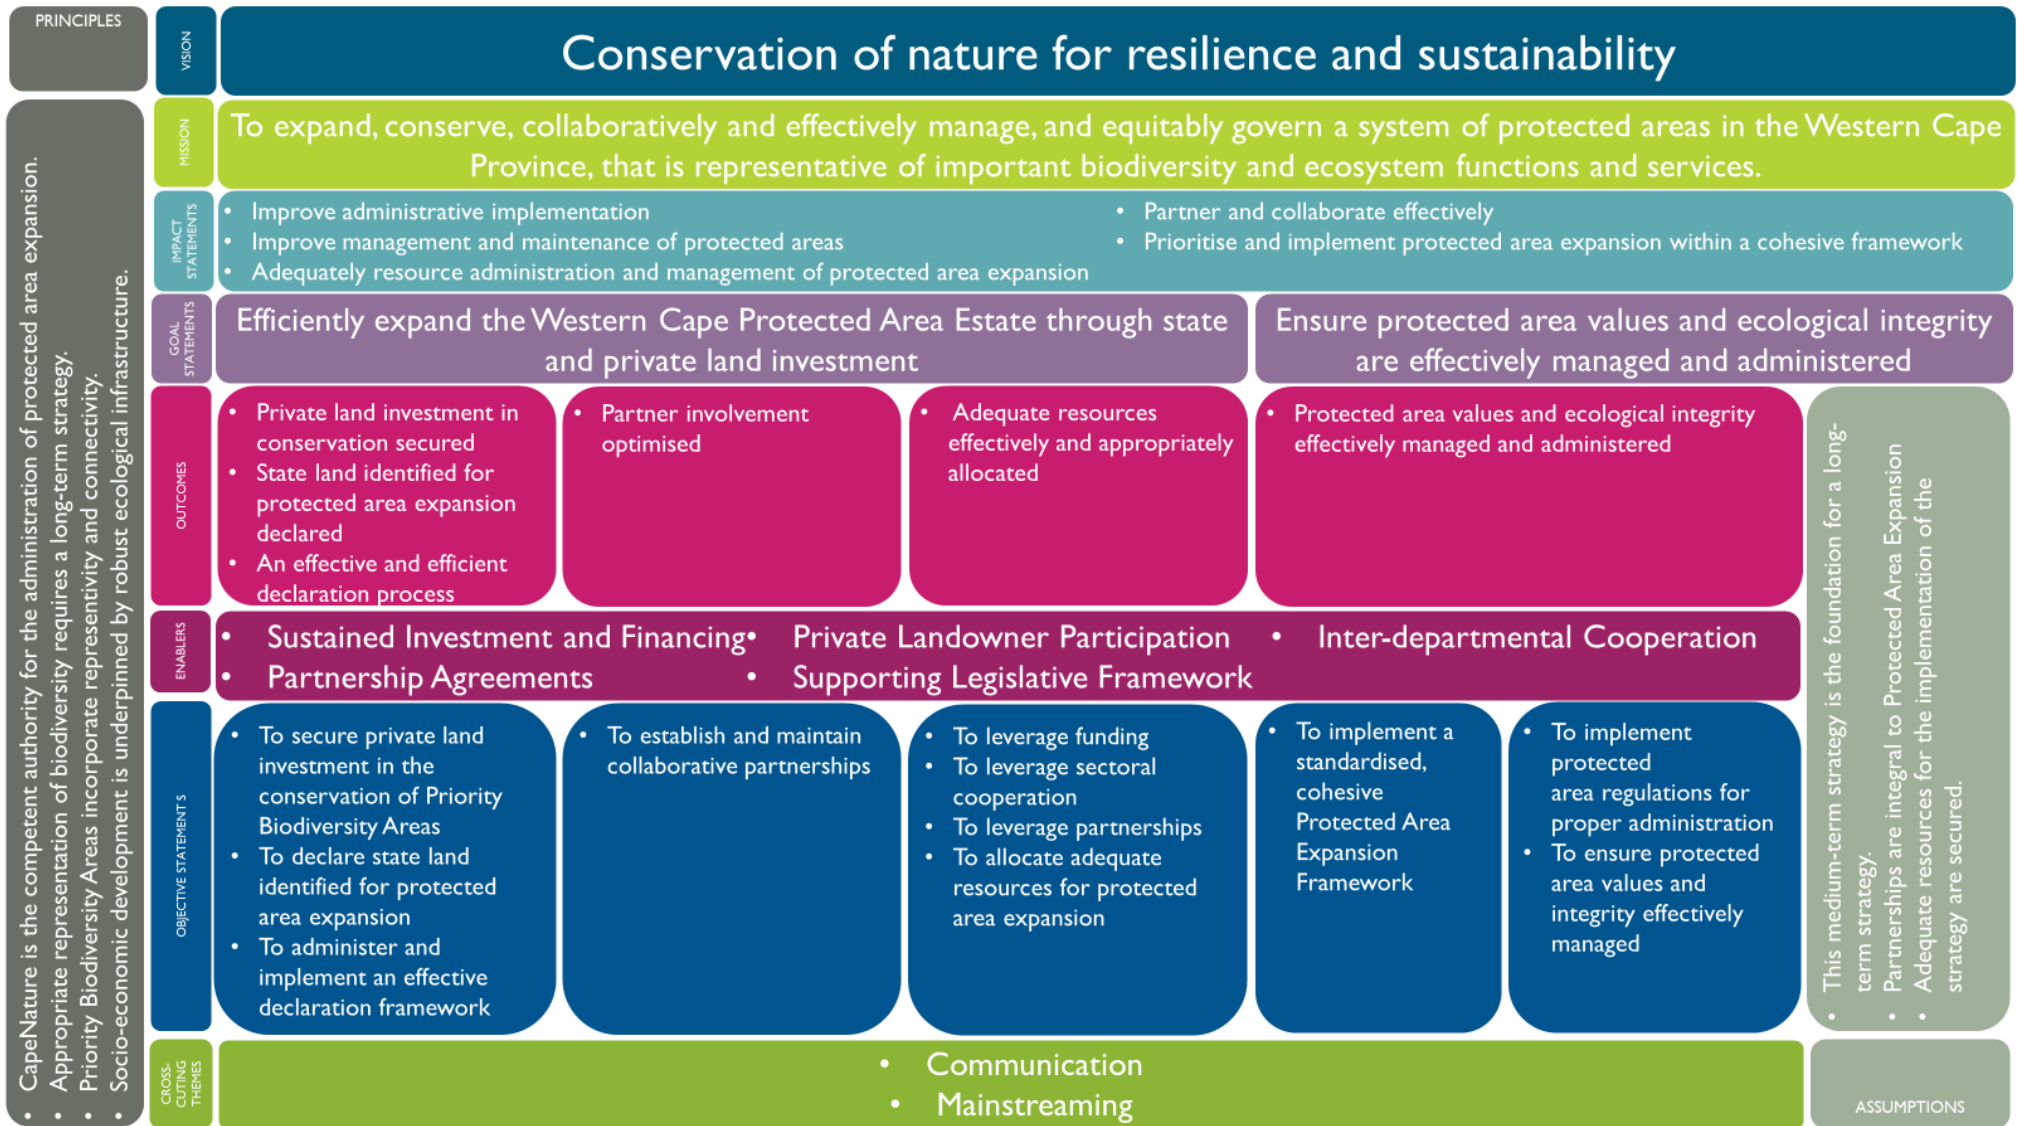 PRINCIPLES
• CapeNature is the competent authority for the administration of protected area expansion.
• Appropriate representation of biodiversity requires a long-term strategy.
• Priority Biodiversity Areas incorporate representivity and connectivity.
• Socio-economic development is underpinned by robust ecological infrastructure.
VISION
Conservation of nature for resilience and sustainability
MISSION
To expand, conserve, collaboratively and effectively manage, and equitably govern a system of protected areas in the Western Cape
Province, that is representative of important biodiversity and ecosystem functions and services.
IMPACT
STATEMENTS
• Improve administrative implementation
• Improve management and maintenance of protected areas
• Adequately resource administration and management of protected area expansion
• Partner and collaborate effectively
• Prioritise and implement protected area expansion within a cohesive framework
GOAL
STATEMENTS
Efficiently expand the Western Cape Protected Area Estate through state
and private land investment
Ensure protected area values and ecological integrity
are effectively managed and administered
OUTCOMES
• Private land investment in
conservation secured
• State land identified for
protected area expansion
declared
• An effective and efficient
declaration process
• Partner involvement
optimised
• Adequate resources
effectively and appropriately
allocated
• Protected area values and ecological integrity
effectively managed and administered
ENABLERS
• Sustained Investment and Financing
• Partnership Agreements
• Private Landowner Participation
• Supporting Legislative Framework
• Inter-departmental Cooperation
OBJECTIVE STATEMENT S
• To secure private land
investment in the
conservation of Priority
Biodiversity Areas
• To declare state land
identified for protected
area expansion
• To administer and
implement an effective
declaration framework
• To establish and maintain
collaborative partnerships
• To leverage funding
• To leverage sectoral
cooperation
• To leverage partnerships
• To allocate adequate
resources for protected
area expansion
• To implement a
standardised,
cohesive
Protected Area
Expansion
Framework
• To implement
protected
area regulations for
proper administration
• To ensure protected
area values and
integrity effectively
managed
CROSS-
CUTING
THEMES
• Communication
• Mainstreaming
• This medium-term strategy is the foundation for a long-
term strategy.
• Partnerships are integral to Protected Area Expansion
• Adequate resources for the implementation of the
strategy are secured.
ASSUMPTIONS